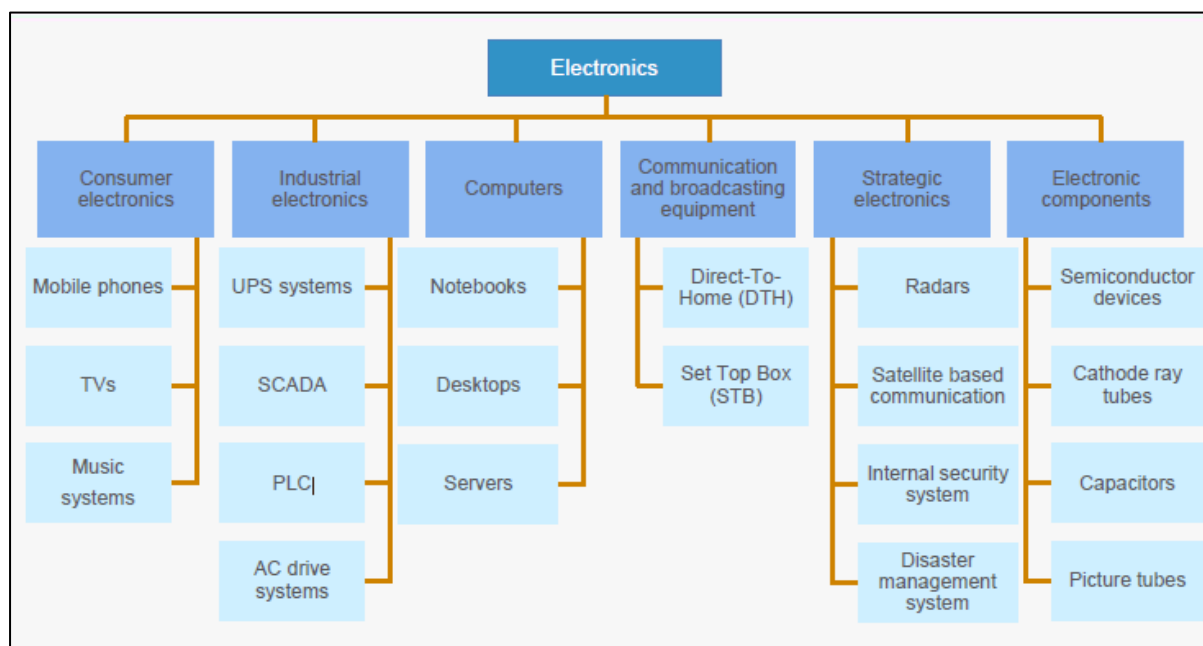 Electronics
Consumer
electronics
Industrial
electronics
Computers
Communication
and broadcasting
equipment
Strategic
electronics
Electronic
components
Mobile phones
TVs
Music
systems
UPS systems
SCADA
PLC
AC drive
systems
Notebooks
Desktops
Servers
Direct-To-
Home (DTH)
Set Top Box
(STB)
Radars
Satellite based
communication
Internal security
system
Disaster
management
system
Semiconductor
devices
Cathode ray
tubes
Capacitors
Picture tubes